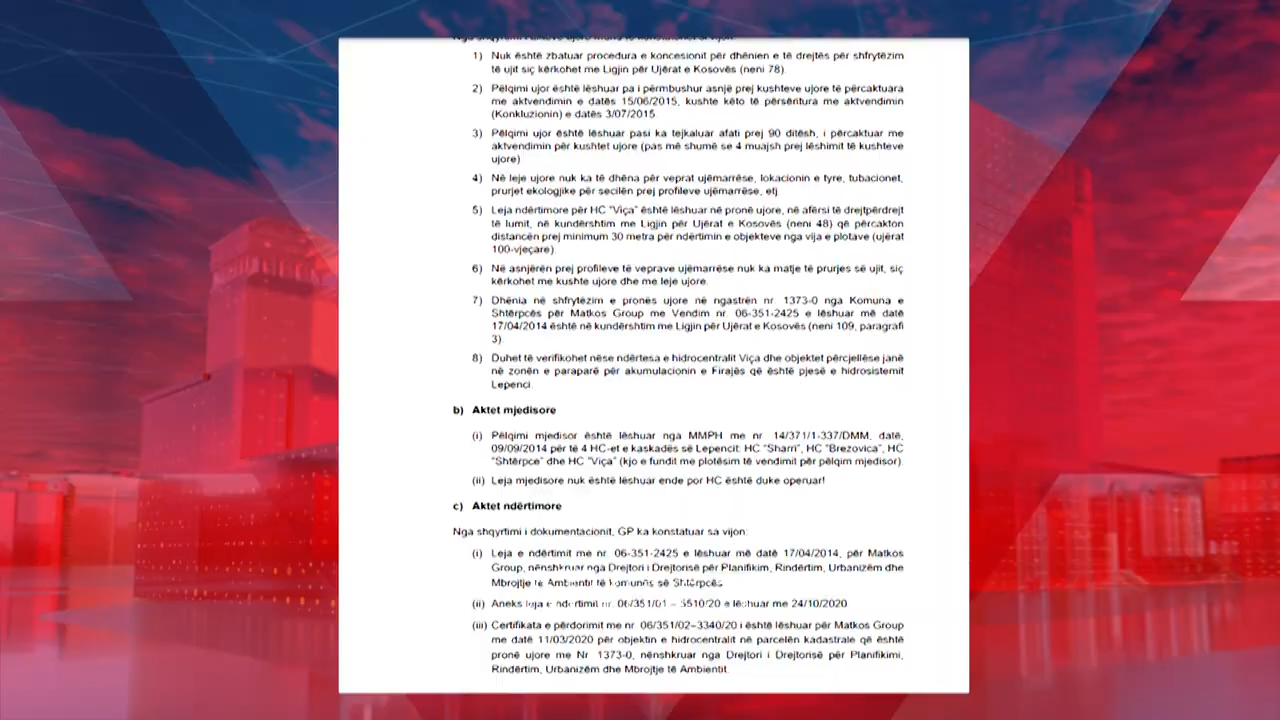 1) Nuk është zbatuar procedura e koncesionit për dhënien e të drejtës për shfrytëzim
të ujit siç kërkohet me Ligjin për Ujërat e Kosovës (neni 78).
2) Pëlqimi ujor është lëshuar pa i përmbushur asnjë prej kushteve ujore të përcaktuara
me aktvendimin e datës 15/06/2015, kushte këto të përsëritura me aktvendimin
(Konkluzionin) e datës 3/07/2015.
3) Pëlqimi ujor është lëshuar pasi ka tejkaluar afati prej 90 ditësh, i përcaktuar me
aktvendimin për kushtet ujore (pas më shumë se 4 muajsh prej lëshimit të kushteve
ujore)
4) Në leje ujore nuk ka të dhëna për veprat ujëmarrëse, lokacionin e tyre, tubacionet,
prurjet ekologjike për secilën prej profileve ujëmarrëse, etj.
5) Leja ndërtimore për HC "Viça" është lëshuar në pronë ujore, në afërsi të drejtpërdrejt
të lumit, në kundërshtim me Ligjin për Ujërat e Kosovës (neni 48) që përcakton
distancën prej minimum 30 metra për ndërtimin e objekteve nga vija e plotave (ujërat
100-vjeçare).
6) Në asnjërën prej profileve të veprave ujëmarrëse nuk ka matje të prurjes së ujit, siç
kërkohet me kushte ujore dhe me leje ujore.
7) Dhënia në shfrytëzim e pronës ujore në ngastrën nr. 1373-0 nga Komuna e
Shtërpcës për Matkos Group me Vendim nr. 06-351-2425 e lëshuar më datë
17/04/2014 është në kundërshtim me Ligjin për Ujërat e Kosovës (neni 109, paragrafi
3).
8) Duhet të verifikohet nëse ndërtesa e hidrocentralit Viça dhe objektet përcjellëse janë
në zonën e paraparë për akumulacionin e Firajës që është pjesë e hidrosistemit
Lepenci.
b) Aktet mjedisore
(i) Pëlqimi mjedisor është lëshuar nga MMPH me nr. 14/371/1-337/DMM, datë,
09/09/2014 për të 4 HC-et e kaskadës së Lepencit: HC "Sharri", HC "Brezovica", HC
"Shtërpce" dhe HC "Viça" (kjo e fundit me plotësim të vendimit për pëlqim mjedisor).
(ii) Leja mjedisore nuk është lëshuar ende por HC është duke operuar!
c) Aktet ndërtimore
Nga shqyrtimi i dokumentacionit, GP ka konstatuar sa vijon:
(i) Leja e ndërtimit me nr. 06-351-2425 e lëshuar më datë 17/04/2014, për Matkos
Group, nënshkruar nga Drejtori i Drejtorisë për Planifikim, Rindërtim, Urbanizëm dhe
Mbrojtje të Ambientit të komunës së Shtërpcës
(ii) Aneks leja e ndërtimit nr. 06/351/01 – 5510/20 e lëshuar me 24/10/2020
(iii) Certifikata e përdorimit me nr. 06/351/02–3340/20 i është lëshuar për Matkos Group
me datë 11/03/2020 për objektin e hidrocentralit në parcelën kadastrale që është
pronë ujore me Nr. 1373-0, nënshkruar nga Drejtori i Drejtorisë për Planifikimi,
Rindërtim, Urbanizëm dhe Mbrojtje të Ambientit.